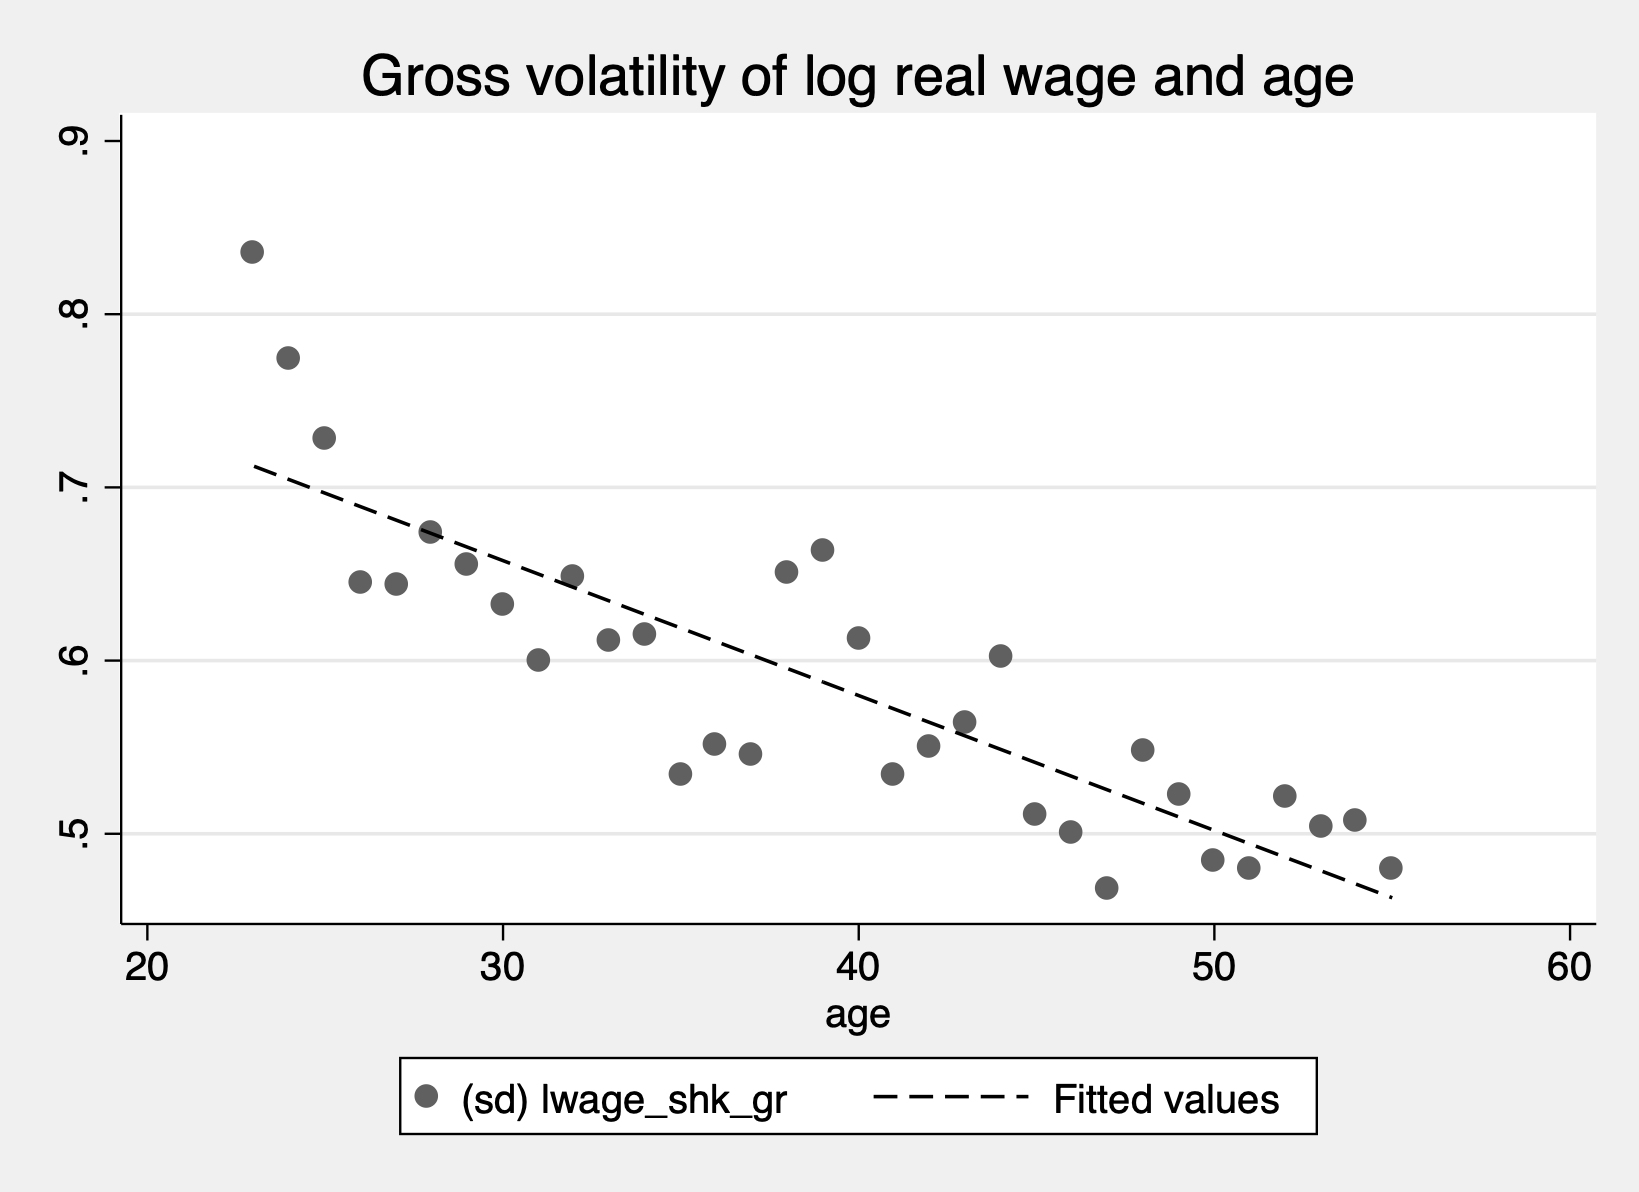 Gross volatility of log real wage and age
.9
.8
.7
.6
.5
20 30 40 50 60
age
(sd) lwage_shk_gr Fitted values